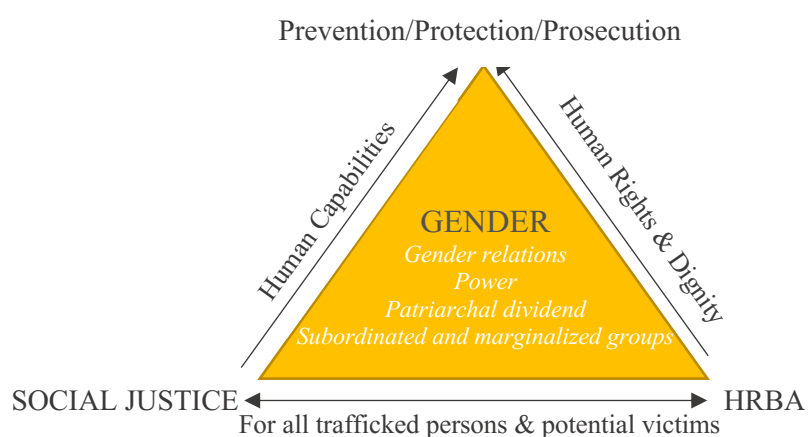 Prevention/Protection/Prosecution
Human Capabilities
Human Rights & Dignity
GENDER
Gender relations
Power
Patriarchal dividend
Subordinated and marginalized groups
SOCIAL JUSTICE
HRBA
For all trafficked persons & potential victims